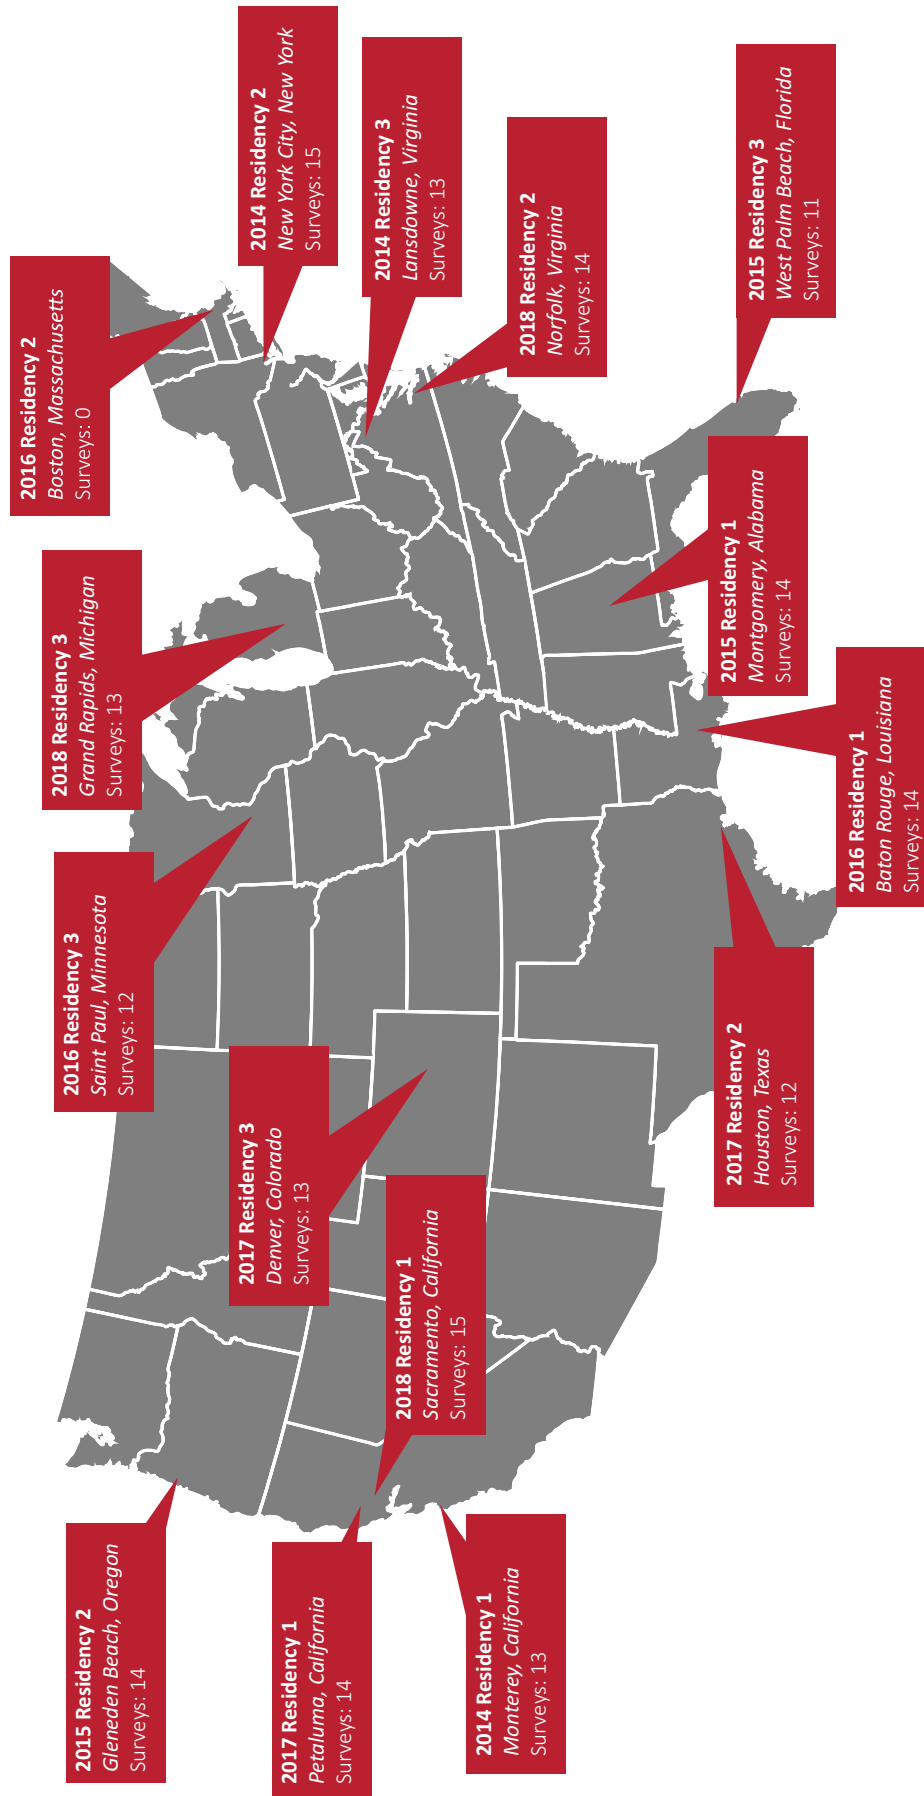 2015 Residency 2
Gleneden Beach, Oregon
Surveys: 14
2017 Residency 1
Petaluma, California
Surveys: 14
2014 Residency 1
Monterey, California
Surveys: 13
2018 Residency 1
Sacramento, California
Surveys: 15
2017 Residency 3
Denver, Colorado
Surveys: 13
2016 Residency 3
Saint Paul, Minnesota
Surveys: 12
2017 Residency 2
Houston, Texas
Surveys: 12
2018 Residency 3
Grand Rapids, Michigan
Surveys: 13
2016 Residency 1
Baton Rouge, Louisiana
Surveys: 14
2015 Residency 1
Montgomery, Alabama
Surveys: 14
2016 Residency 2
Boston, Massachusetts
Surveys: 0
2014 Residency 2
New York City, New York
Surveys: 15
2014 Residency 3
Lansdowne, Virginia
Surveys: 13
2018 Residency 2
Norfolk, Virginia
Surveys: 14
2015 Residency 3
West Palm Beach, Florida
Surveys: 11